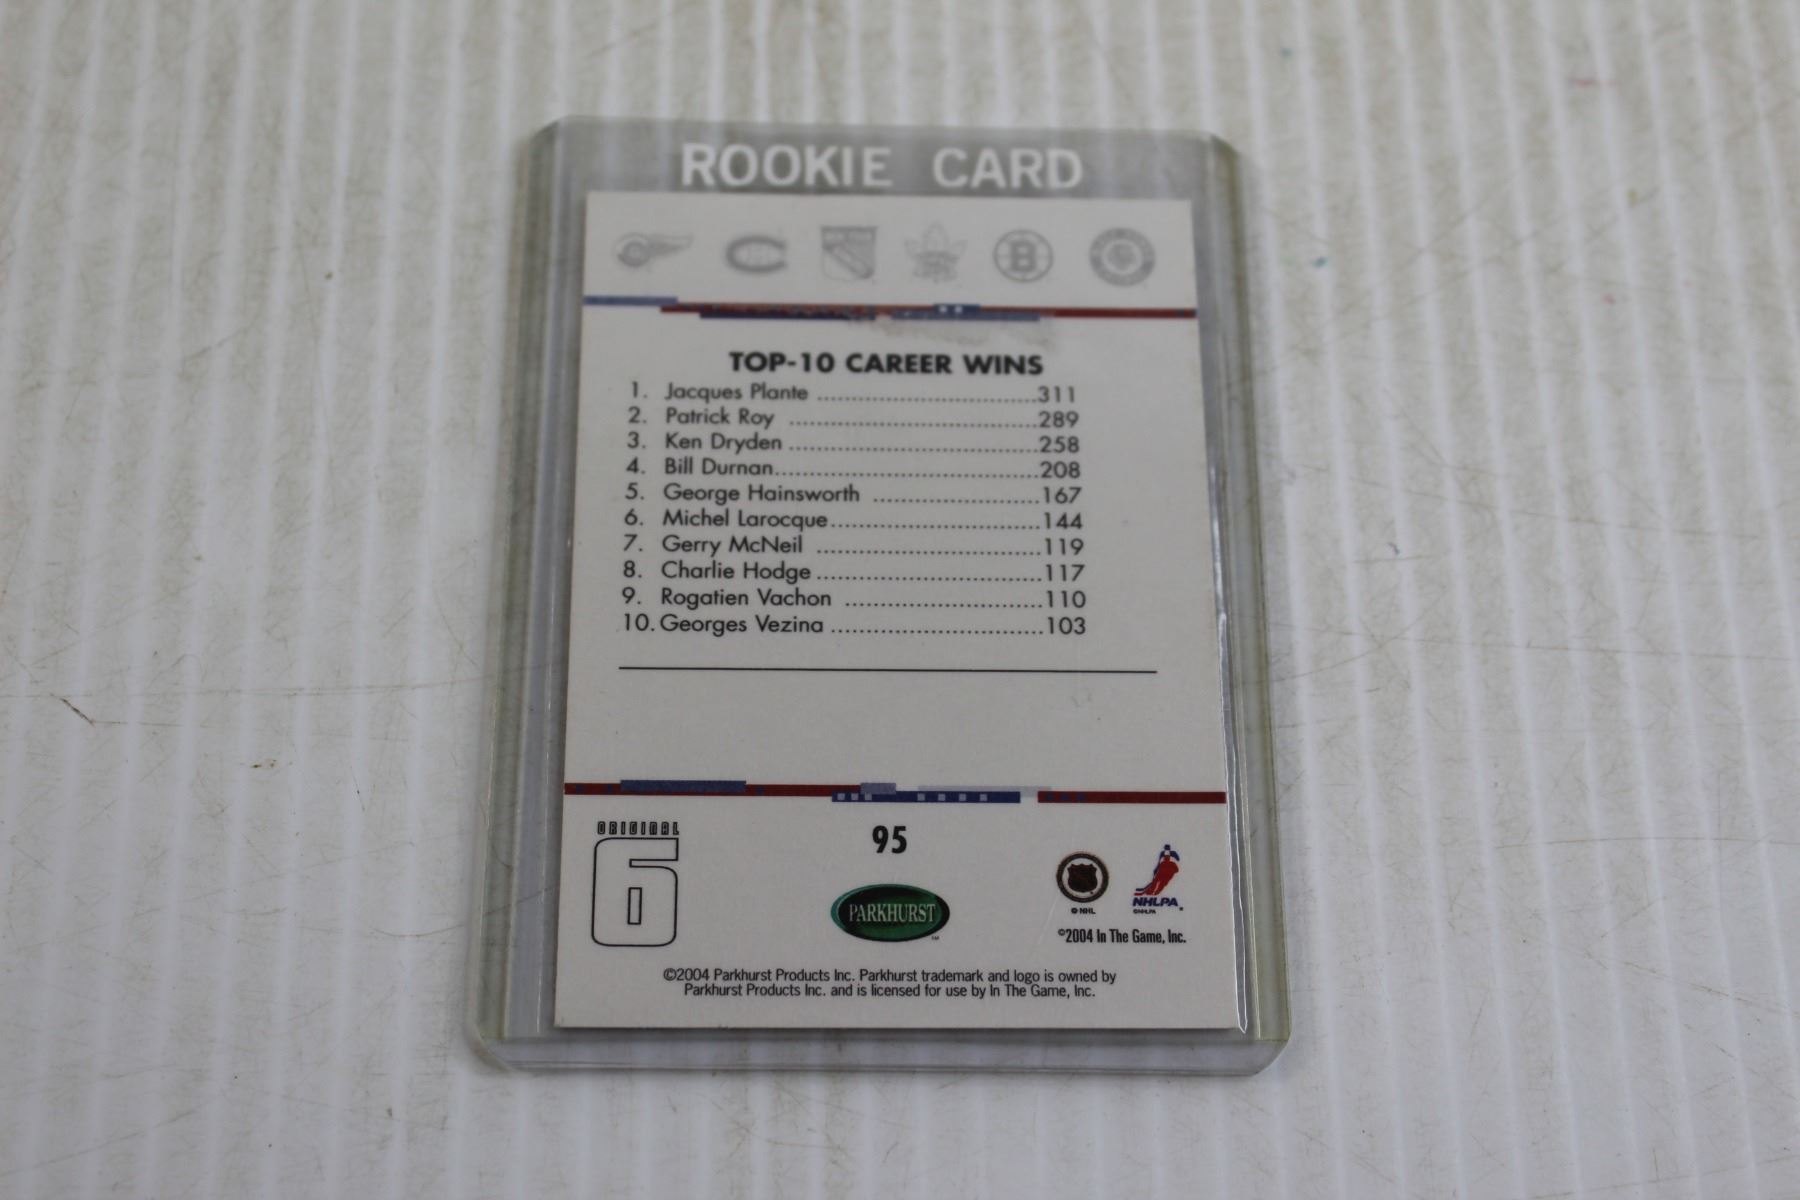 ROOKIE CARD
B
TOP-10 CAREER WINS
1. Jacques Plante ...............................311
2. Patrick Roy ...................................289
3. Ken Dryden ...................................258
4. Bill Durnan.....................................208
5. George Hainsworth .......................167
6. Michel Larocque.............................144
7. Gerry McNeil ...............................119
8. Charlie Hodge ...............................117
9. Rogatien Vachon ...........................110
10. Georges Vezina .............................103
ORIGINAL
6
95
PARKHURST
™
© NHL
NHLPA
©NHLPA
©2004 In The Game, Inc.
©2004 Parkhurst Products Inc. Parkhurst trademark and logo is owned by
Parkhurst Products Inc. and is licensed for use by In The Game, Inc.